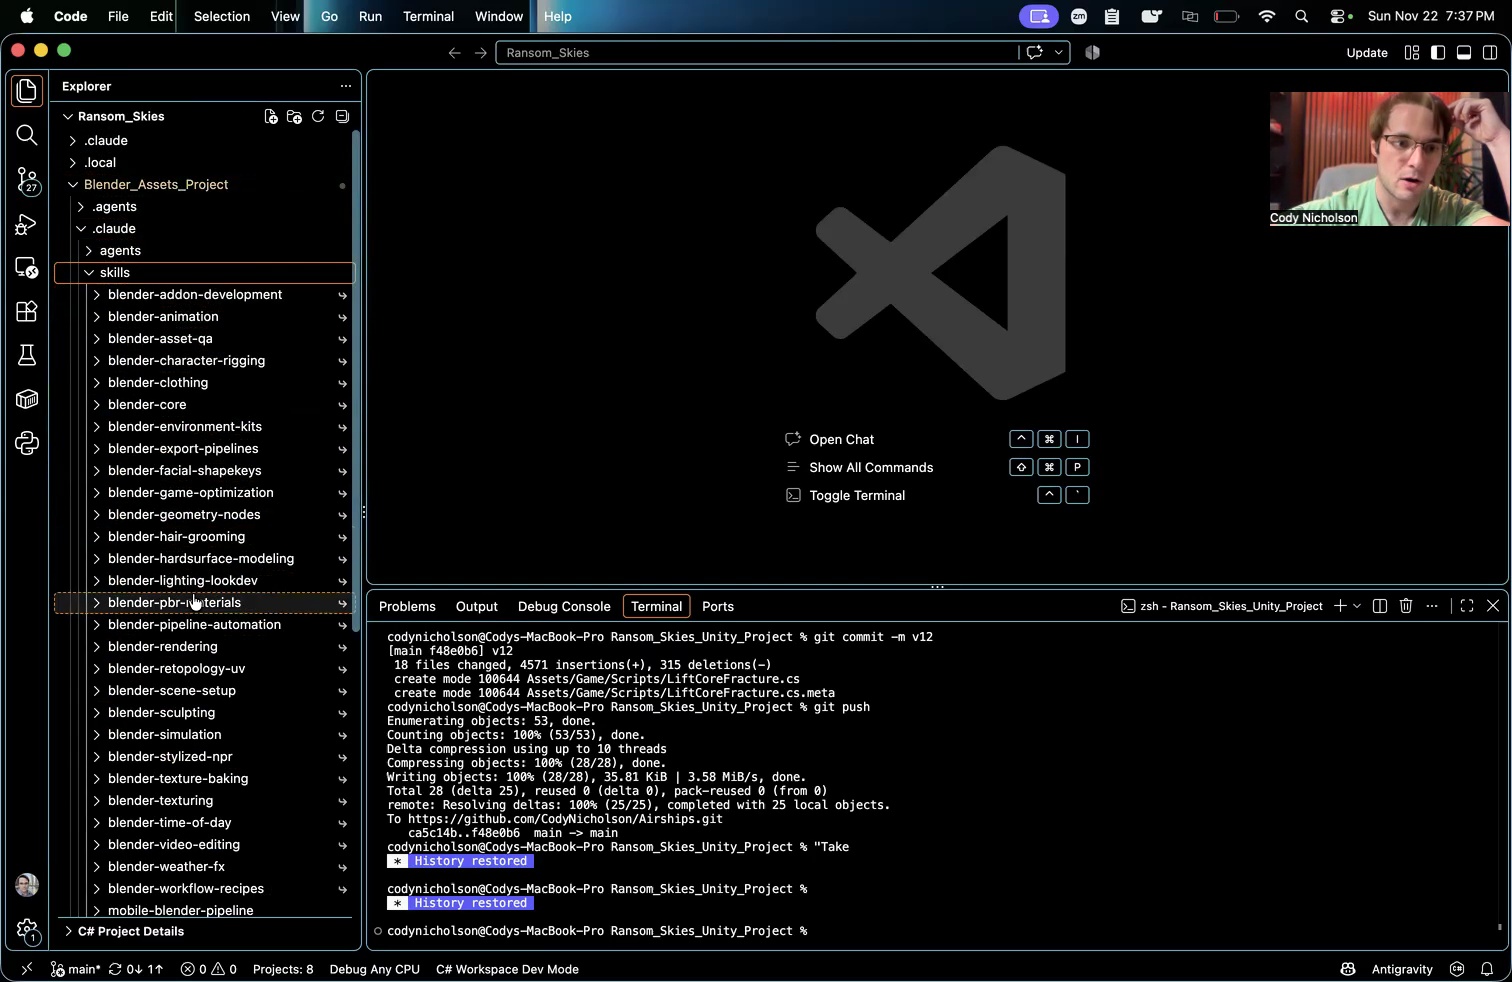 Code File Edit Selection View Go Run Terminal Window Help
zm
Sun Nov 22 7:37 PM
Ransom_Skies
Update
Explorer
Ransom_Skies
.claude
.local
Blender_Assets_Project
.agents
.claude
agents
skills
blender-addon-development
blender-animation
blender-asset-qa
blender-character-rigging
blender-clothing
blender-core
blender-environment-kits
blender-export-pipelines
blender-facial-shapekeys
blender-game-optimization
blender-geometry-nodes
blender-hair-grooming
blender-hardsurface-modeling
blender-lighting-lookdev
blender-pbr-materials
blender-pipeline-automation
blender-rendering
blender-retopology-uv
blender-scene-setup
blender-sculpting
blender-simulation
blender-stylized-npr
blender-texture-baking
blender-texturing
blender-time-of-day
blender-video-editing
blender-weather-fx
blender-workflow-recipes
mobile-blender-pipeline
C# Project Details
27
1
Cody Nicholson
Open Chat ^ ⌘ I
Show All Commands ⇧ ⌘ P
Toggle Terminal ^ `
Problems Output Debug Console Terminal Ports
zsh - Ransom_Skies_Unity_Project
codynicholson@Codys-MacBook-Pro Ransom_Skies_Unity_Project % git commit -m v12
[main f48e0b6] v12
18 files changed, 4571 insertions(+), 315 deletions(-)
create mode 100644 Assets/Game/Scripts/LiftCoreFracture.cs
create mode 100644 Assets/Game/Scripts/LiftCoreFracture.cs.meta
codynicholson@Codys-MacBook-Pro Ransom_Skies_Unity_Project % git push
Enumerating objects: 53, done.
Counting objects: 100% (53/53), done.
Delta compression using up to 10 threads
Compressing objects: 100% (28/28), done.
Writing objects: 100% (28/28), 35.81 KiB | 3.58 MiB/s, done.
Total 28 (delta 25), reused 0 (delta 0), pack-reused 0 (from 0)
remote: Resolving deltas: 100% (25/25), completed with 25 local objects.
To https://github.com/CodyNicholson/Airships.git
ca5c14b..f48e0b6 main -> main
codynicholson@Codys-MacBook-Pro Ransom_Skies_Unity_Project % "Take
* History restored
codynicholson@Codys-MacBook-Pro Ransom_Skies_Unity_Project %
* History restored
codynicholson@Codys-MacBook-Pro Ransom_Skies_Unity_Project %
main* 0↓ 1↑ 0 0 Projects: 8 Debug Any CPU C# Workspace Dev Mode
Antigravity